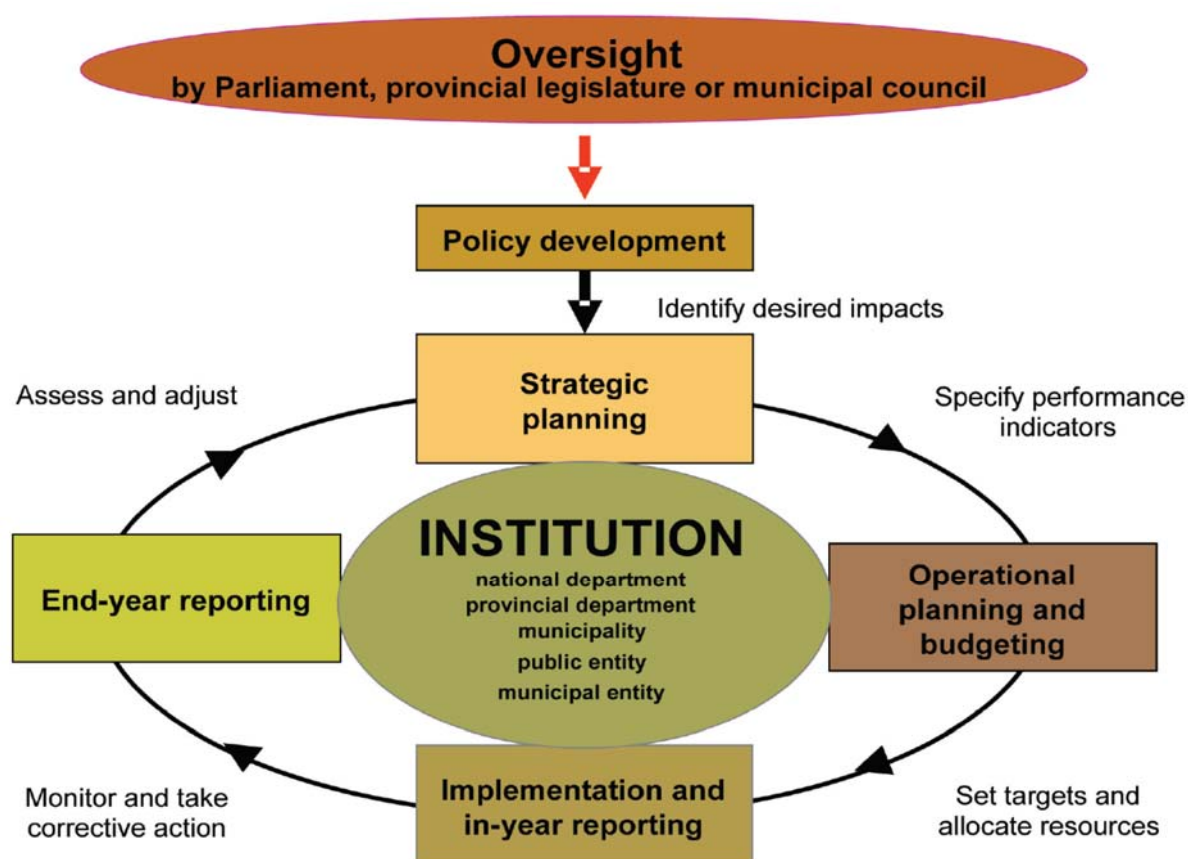 Oversight
by Parliament, provincial legislature or municipal council
Policy development
Identify desired impacts
Strategic
planning
Assess and adjust
Specify performance
indicators
INSTITUTION
national department
provincial department
municipality
public entity
municipal entity
End-year reporting
Operational
planning and
budgeting
Monitor and take
corrective action
Implementation and
in-year reporting
Set targets and
allocate resources